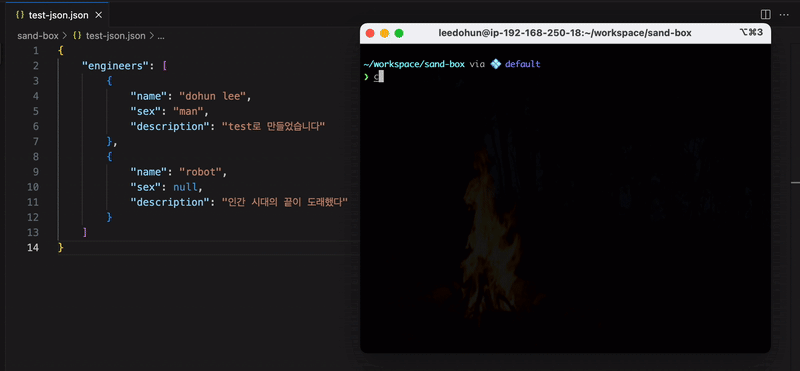 test-json.json
sand-box > test-json.json > ...
1 {
2 "engineers": [
3 {
4 "name": "dohun lee",
5 "sex": "man",
6 "description": "test로 만들었습니다"
7 },
8 {
9 "name": "robot",
10 "sex": null,
11 "description": "인간 시대의 끝이 도래했다"
12 }
13 ]
14 }
leedohun@ip-192-168-250-18:~/workspace/sand-box
⌥⌘3
~/workspace/sand-box via 💠 default
❯ c